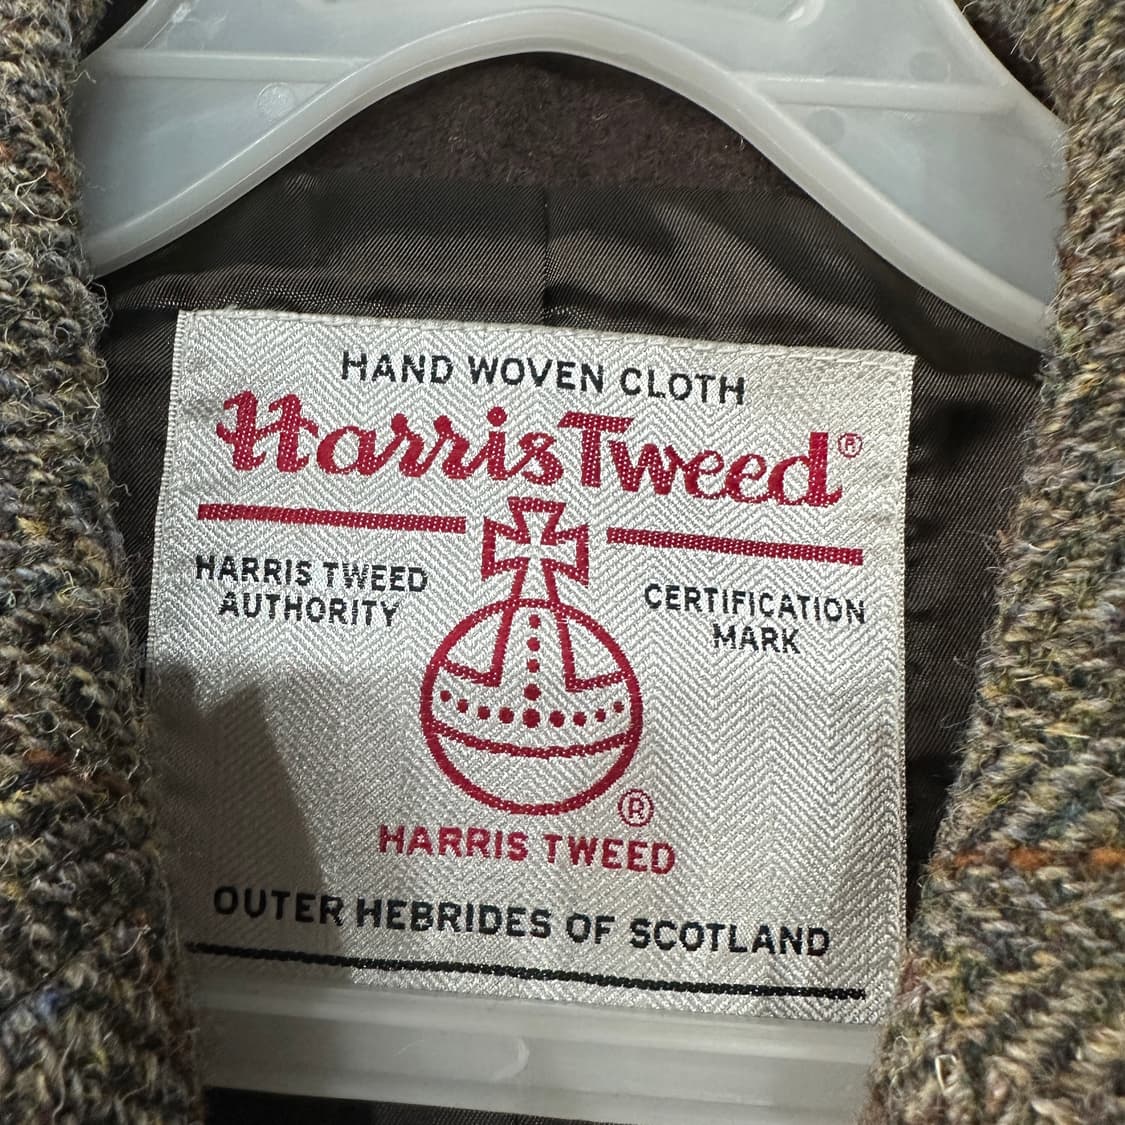 HAND WOVEN CLOTH
Harris Tweed®
HARRIS TWEED
AUTHORITY
CERTIFICATION
MARK
®
HARRIS TWEED
OUTER HEBRIDES OF SCOTLAND